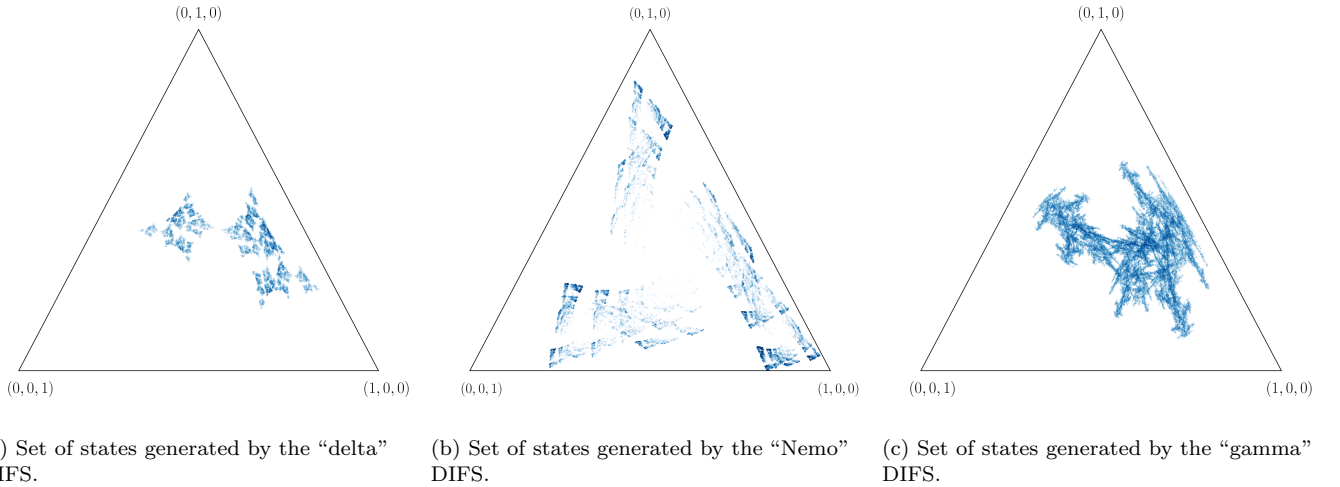 (0, 1, 0) (0, 1, 0) (0, 1, 0)
(0, 0, 1) (1, 0, 0) (0, 0, 1) (1, 0, 0) (0, 0, 1) (1, 0, 0)
) Set of states generated by the “delta”
IFS.
(b) Set of states generated by the “Nemo”
DIFS.
(c) Set of states generated by the “gamma”
DIFS.